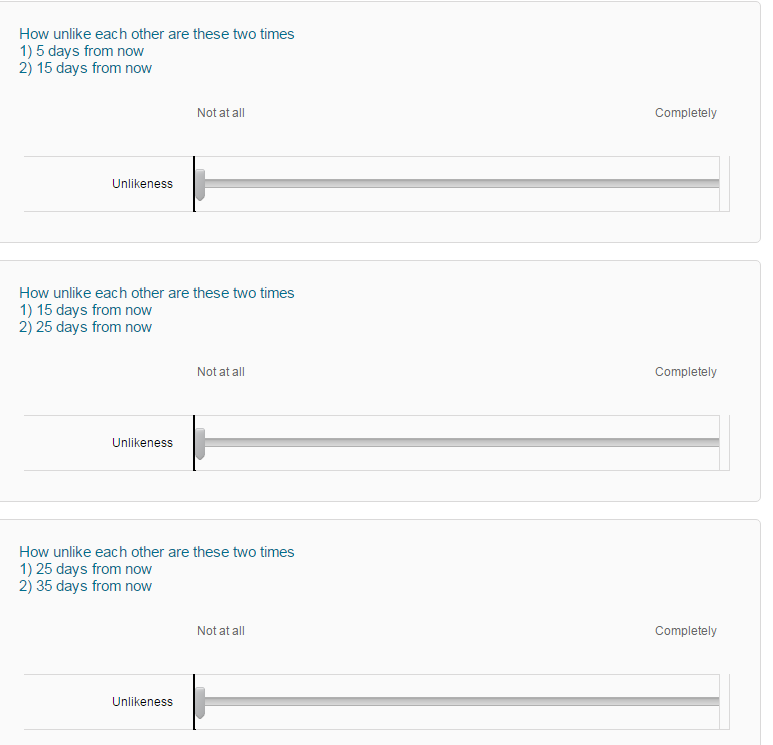 How unlike each other are these two times
1) 5 days from now
2) 15 days from now
Not at all Completely
Unlikeness
How unlike each other are these two times
1) 15 days from now
2) 25 days from now
Not at all Completely
Unlikeness
How unlike each other are these two times
1) 25 days from now
2) 35 days from now
Not at all Completely
Unlikeness